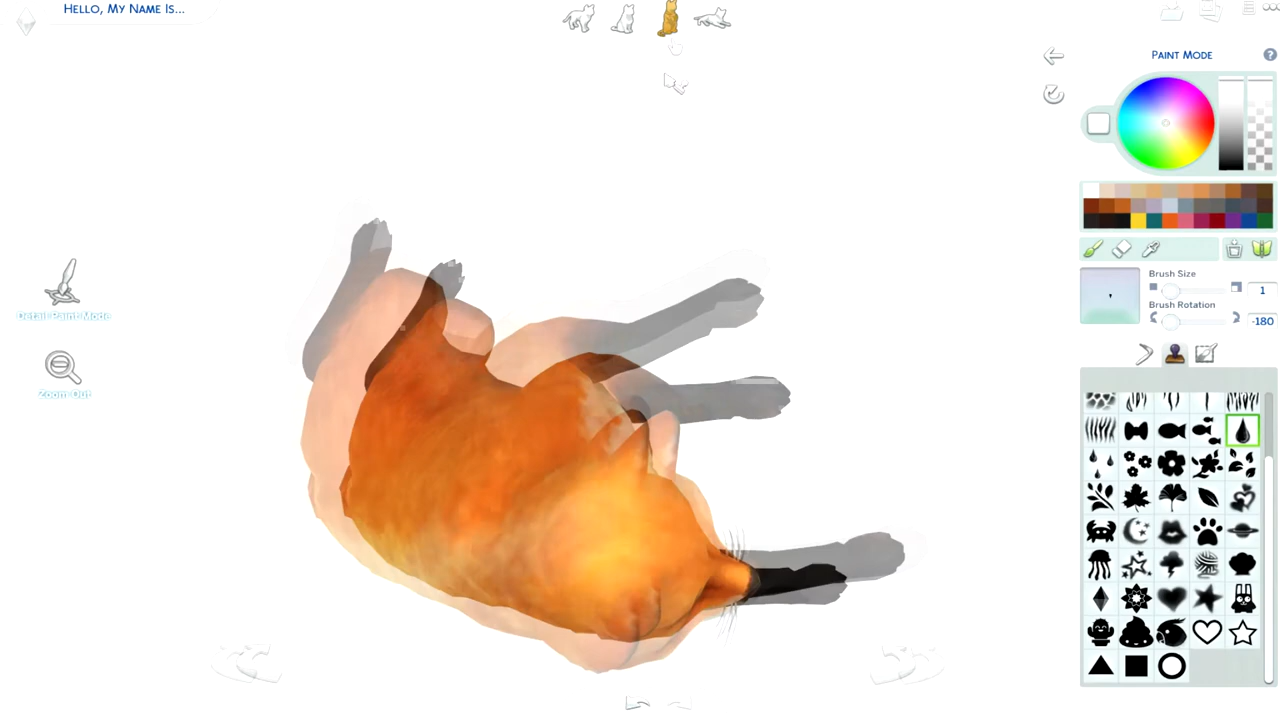 Hello, My Name Is...
Paint Mode
?
Brush Size
1
Brush Rotation
-180
Detail Paint Mode
Zoom Out